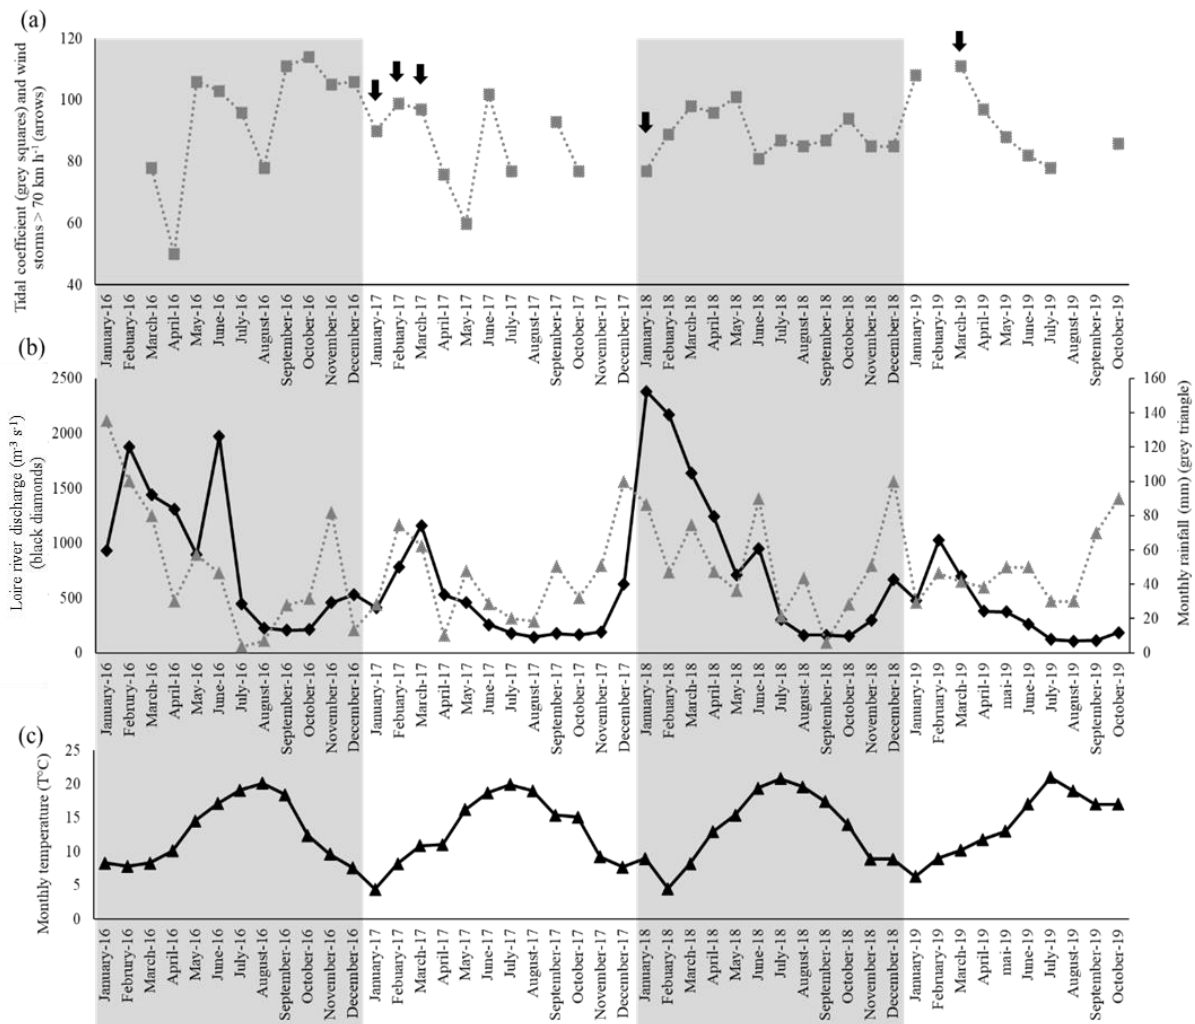 (a)
Tidal coefficient (grey squares) and wind
storms > 70 km h⁻¹ (arrows)
120
100
80
60
40
January-16
Febuary-16
March-16
April-16
May-16
June-16
July-16
August-16
September-16
October-16
November-16
December-16
January-17
Febuary-17
March-17
April-17
May-17
June-17
July-17
August-17
September-17
October-17
November-17
December-17
January-18
Febuary-18
March-18
April-18
May-18
June-18
July-18
August-18
September-18
October-18
November-18
December-18
January-19
February-19
March-19
April-19
May-19
June-19
July-19
August-19
September-19
October-19
(b)
Loire river discharge (m⁻³ s⁻¹)
(black diamonds)
2500
2000
1500
1000
500
0
160
140
120
100
80
60
40
20
0
Monthly rainfall (mm) (grey triangle)
January-16
Februry-16
March-16
April-16
May-16
June-16
July-16
August-16
September-16
October-16
November-16
December-16
January-17
Febuary-17
March-17
April-17
May-17
June-17
July-17
August-17
September-17
October-17
November-17
December-17
January-18
Febuary-18
March-18
April-18
May-18
June-18
July-18
August-18
September-18
October-18
November-18
December-18
January-19
February-19
March-19
April-19
mai-19
June-19
July-19
August-19
September-19
October-19
(c)
Monthly temperature (T°C)
25
20
15
10
5
0
January-16
Februry-16
March-16
April-16
May-16
June-16
July-16
August-16
September-16
October-16
November-16
December-16
January-17
Febuary-17
March-17
April-17
May-17
June-17
July-17
August-17
September-17
October-17
November-17
December-17
January-18
Febuary-18
March-18
April-18
May-18
June-18
July-18
August-18
September-18
October-18
November-18
December-18
January-19
February-19
March-19
April-19
mai-19
June-19
July-19
August-19
September-19
October-19